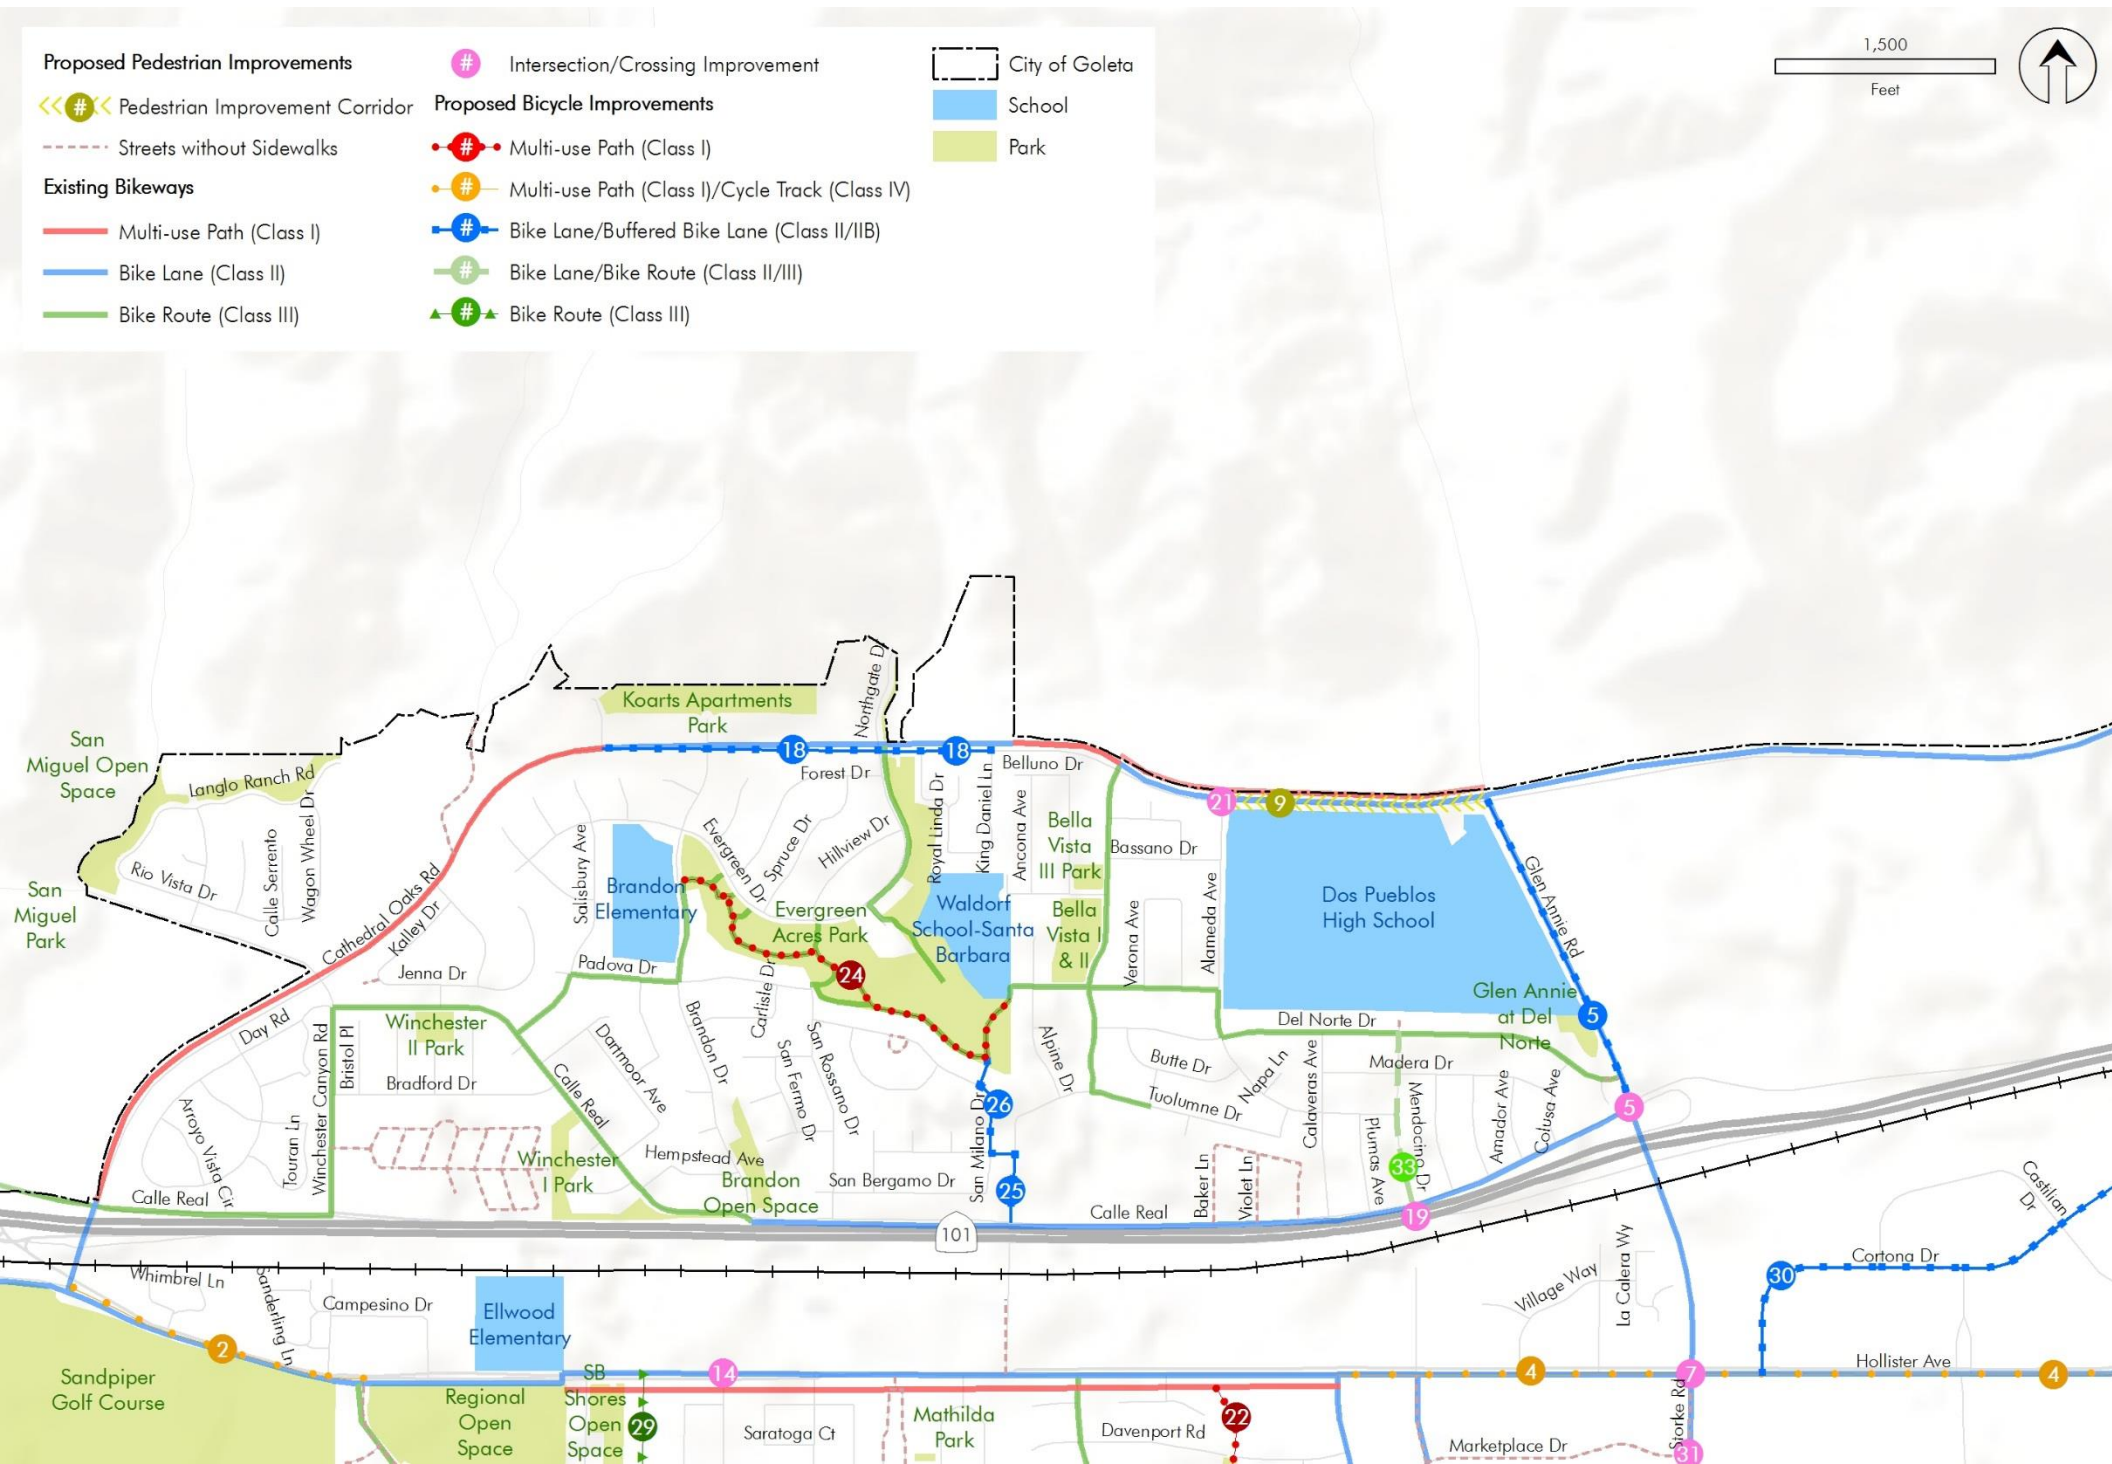 Proposed Pedestrian Improvements
# Pedestrian Improvement Corridor
Streets without Sidewalks
Existing Bikeways
Multi-use Path (Class I)
Bike Lane (Class II)
Bike Route (Class III)
# Intersection/Crossing Improvement
Proposed Bicycle Improvements
# Multi-use Path (Class I)
# Multi-use Path (Class I)/Cycle Track (Class IV)
# Bike Lane/Buffered Bike Lane (Class II/IIB)
# Bike Lane/Bike Route (Class II/III)
# Bike Route (Class III)
City of Goleta
School
Park
1,500
Feet
Northgate D
Koarts Apartments
Park
San
Miguel Open
Space
Langlo Ranch Rd
18
18
Forest Dr
Belluno Dr
21
9
Rio Vista Dr
Calle Serrento
Wagon Wheel Dr
Cathedral Oaks Rd
Kalley Dr
Salisbury Ave
Evergreen Dr
Spruce Dr
Hillview Dr
Royal Linda Dr
King Daniel Ln
Ancona Ave
Bella
Vista
III Park
Bassano Dr
San
Miguel
Park
Brandon
Elementary
Evergreen
Acres Park
Waldorf
School-Santa
Barbara
Bella
Vista I
& II
Verona Ave
Alameda Ave
Dos Pueblos
High School
Glen Annie Rd
Jenna Dr
Padova Dr
24
Carlisle Dr
Glen Annie
at Del
Norte
5
Day Rd
Winchester
II Park
Bristol Pl
Winchester Canyon Rd
Touran Ln
Bradford Dr
Arroyo Vista Cir
Calle Real
Dartmoor Ave
Brandon Dr
San Fermo Dr
San Rossano Dr
Alpine Dr
Del Norte Dr
Butte Dr
Napa Ln
Tuolumne Dr
Calaveras Ave
Madera Dr
Mendocino Dr
Plumas Ave
Amador Ave
Colusa Ave
5
26
San Milano Dr
25
Hempstead Ave
Winchester
I Park
Brandon
Open Space
San Bergamo Dr
Calle Real
Calle Real
Baker Ln
Violet Ln
33
19
101
Castilian
Dr
Whimbrel Ln
Sanderling Ln
Campesino Dr
Ellwood
Elementary
Village Way
La Calera Wy
30
Cortona Dr
2
Sandpiper
Golf Course
Regional
Open
Space
SB
Shores
Open
Space
29
14
Saratoga Ct
Mathilda
Park
Davenport Rd
22
4
7
Hollister Ave
4
Storke Rd
Marketplace Dr
31